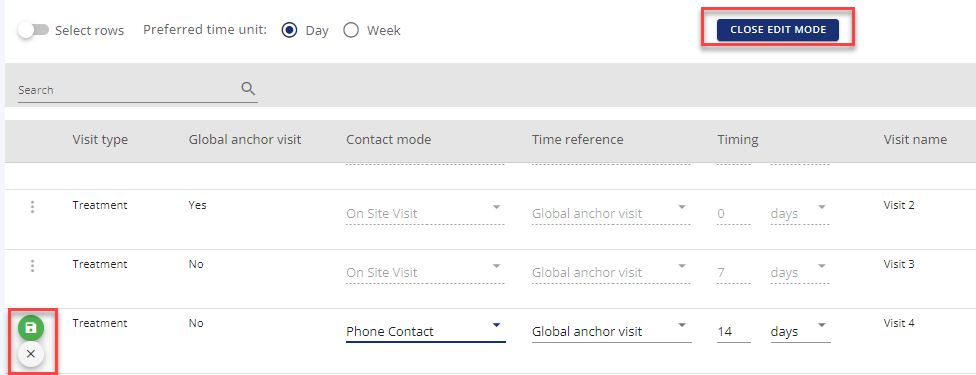 Select rows Preferred time unit: Day Week CLOSE EDIT MODE
Search
Visit type Global anchor visit Contact mode Time reference Timing Visit name
Treatment Yes On Site Visit Global anchor visit 0 days Visit 2
Treatment No On Site Visit Global anchor visit 7 days Visit 3
Treatment No Phone Contact Global anchor visit 14 days Visit 4